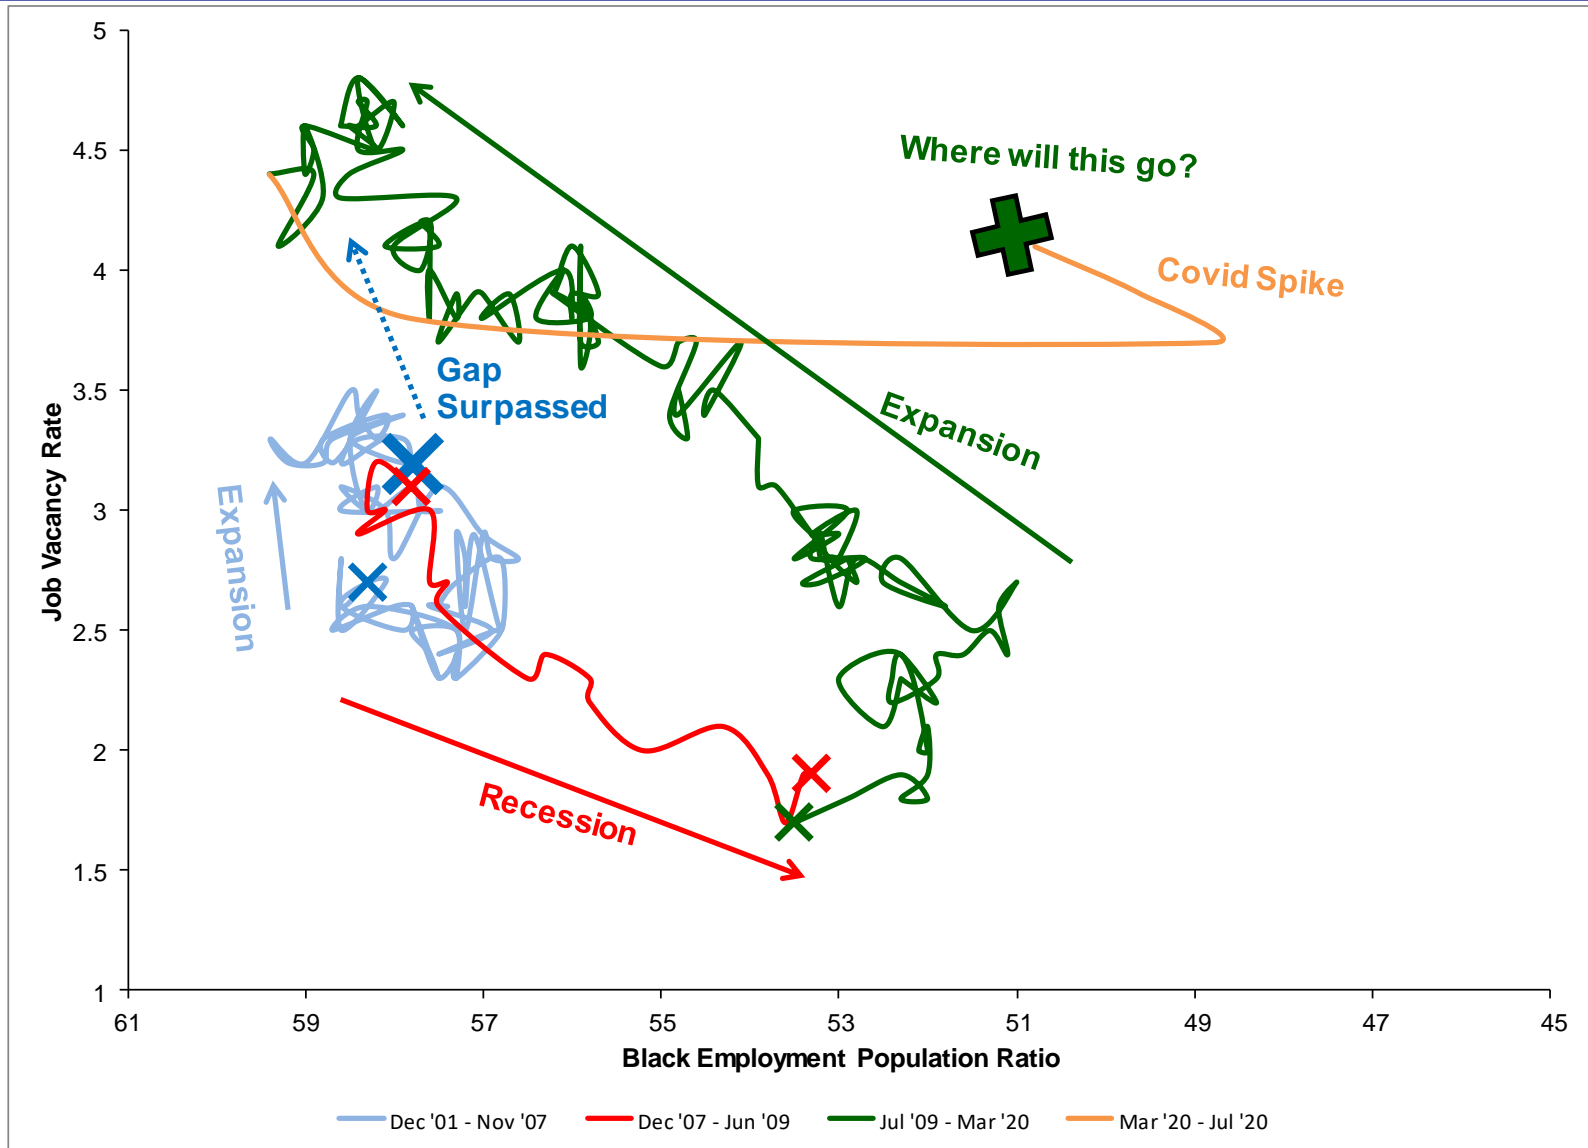 5
4.5
4
3.5
3
2.5
2
1.5
1
Job Vacancy Rate
Where will this go?
Covid Spike
Gap
Surpassed
Expansion
Expansion
Recession
61
59
57
55
53
51
49
47
45
Black Employment Population Ratio
Dec '01 - Nov '07
Dec '07 - Jun '09
Jul '09 - Mar '20
Mar '20 - Jul '20